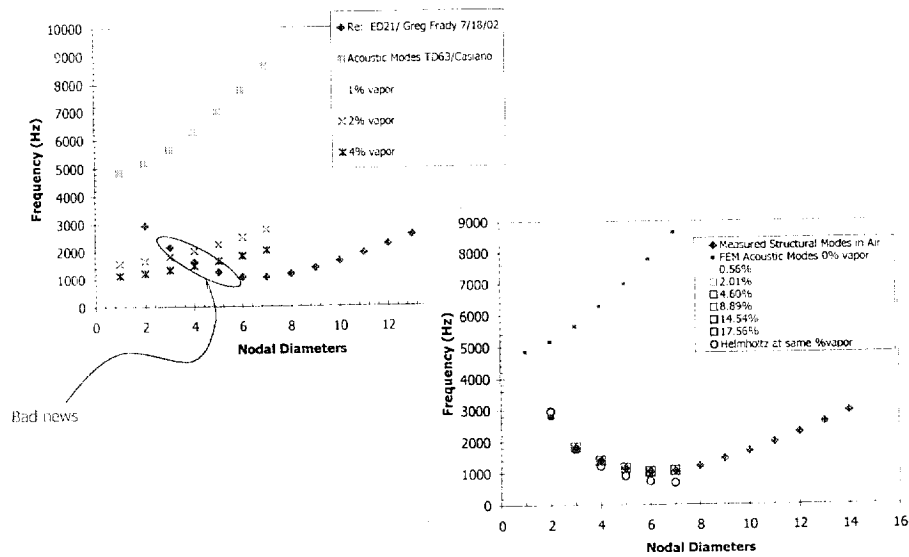 Re: ED21/ Greg Frady 7/18/02
Acoustic Modes TD63/Casiano
1% vapor
2% vapor
4% vapor
10000
9000
8000
7000
6000
5000
4000
3000
2000
1000
0
Frequency (Hz)
0 2 4 6 8 10 12
Nodal Diameters
Bad news
Measured Structural Modes in Air
FEM Acoustic Modes 0% vapor
0.56%
2.01%
4.60%
8.89%
14.54%
17.56%
Helmholtz at same %vapor
9000
8000
7000
6000
5000
4000
3000
2000
1000
0
Frequency (Hz)
0 2 4 6 8 10 12 14 16
Nodal Diameters